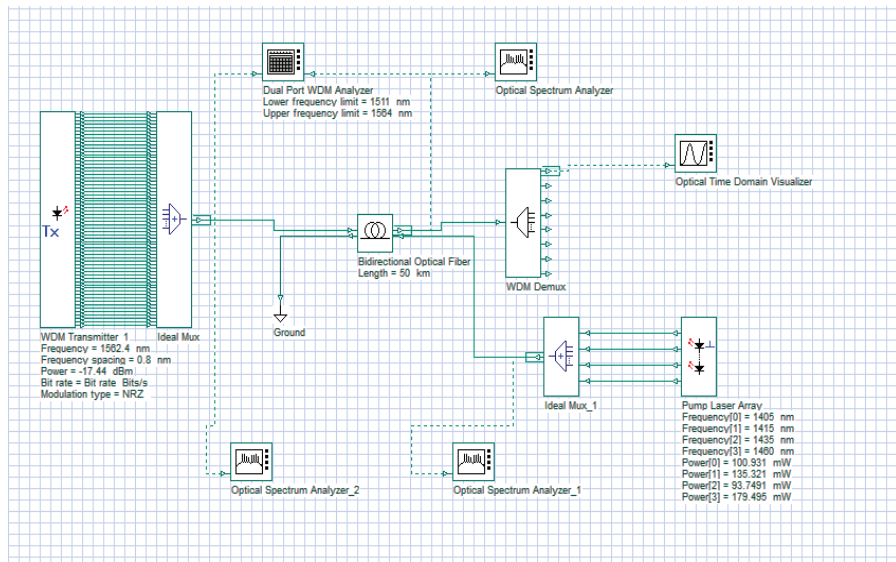 Dual Port WDM Analyzer
Lower frequency limit = 1511 nm
Upper frequency limit = 1564 nm
Optical Spectrum Analyzer
Optical Time Domain Visualizer
Tx
Bidirectional Optical Fiber
Length = 50 km
WDM Demux
Ground
WDM Transmitter_1
Frequency = 1562.4 nm
Frequency spacing = 0.8 nm
Power = -17.44 dBm
Bit rate = Bit rate Bits/s
Modulation type = NRZ
Ideal Mux
Ideal Mux_1
Pump Laser Array
Frequency[0] = 1405 nm
Frequency[1] = 1415 nm
Frequency[2] = 1435 nm
Frequency[3] = 1460 nm
Power[0] = 100.931 mW
Power[1] = 135.321 mW
Power[2] = 93.7491 mW
Power[3] = 179.495 mW
Optical Spectrum Analyzer_2
Optical Spectrum Analyzer_1